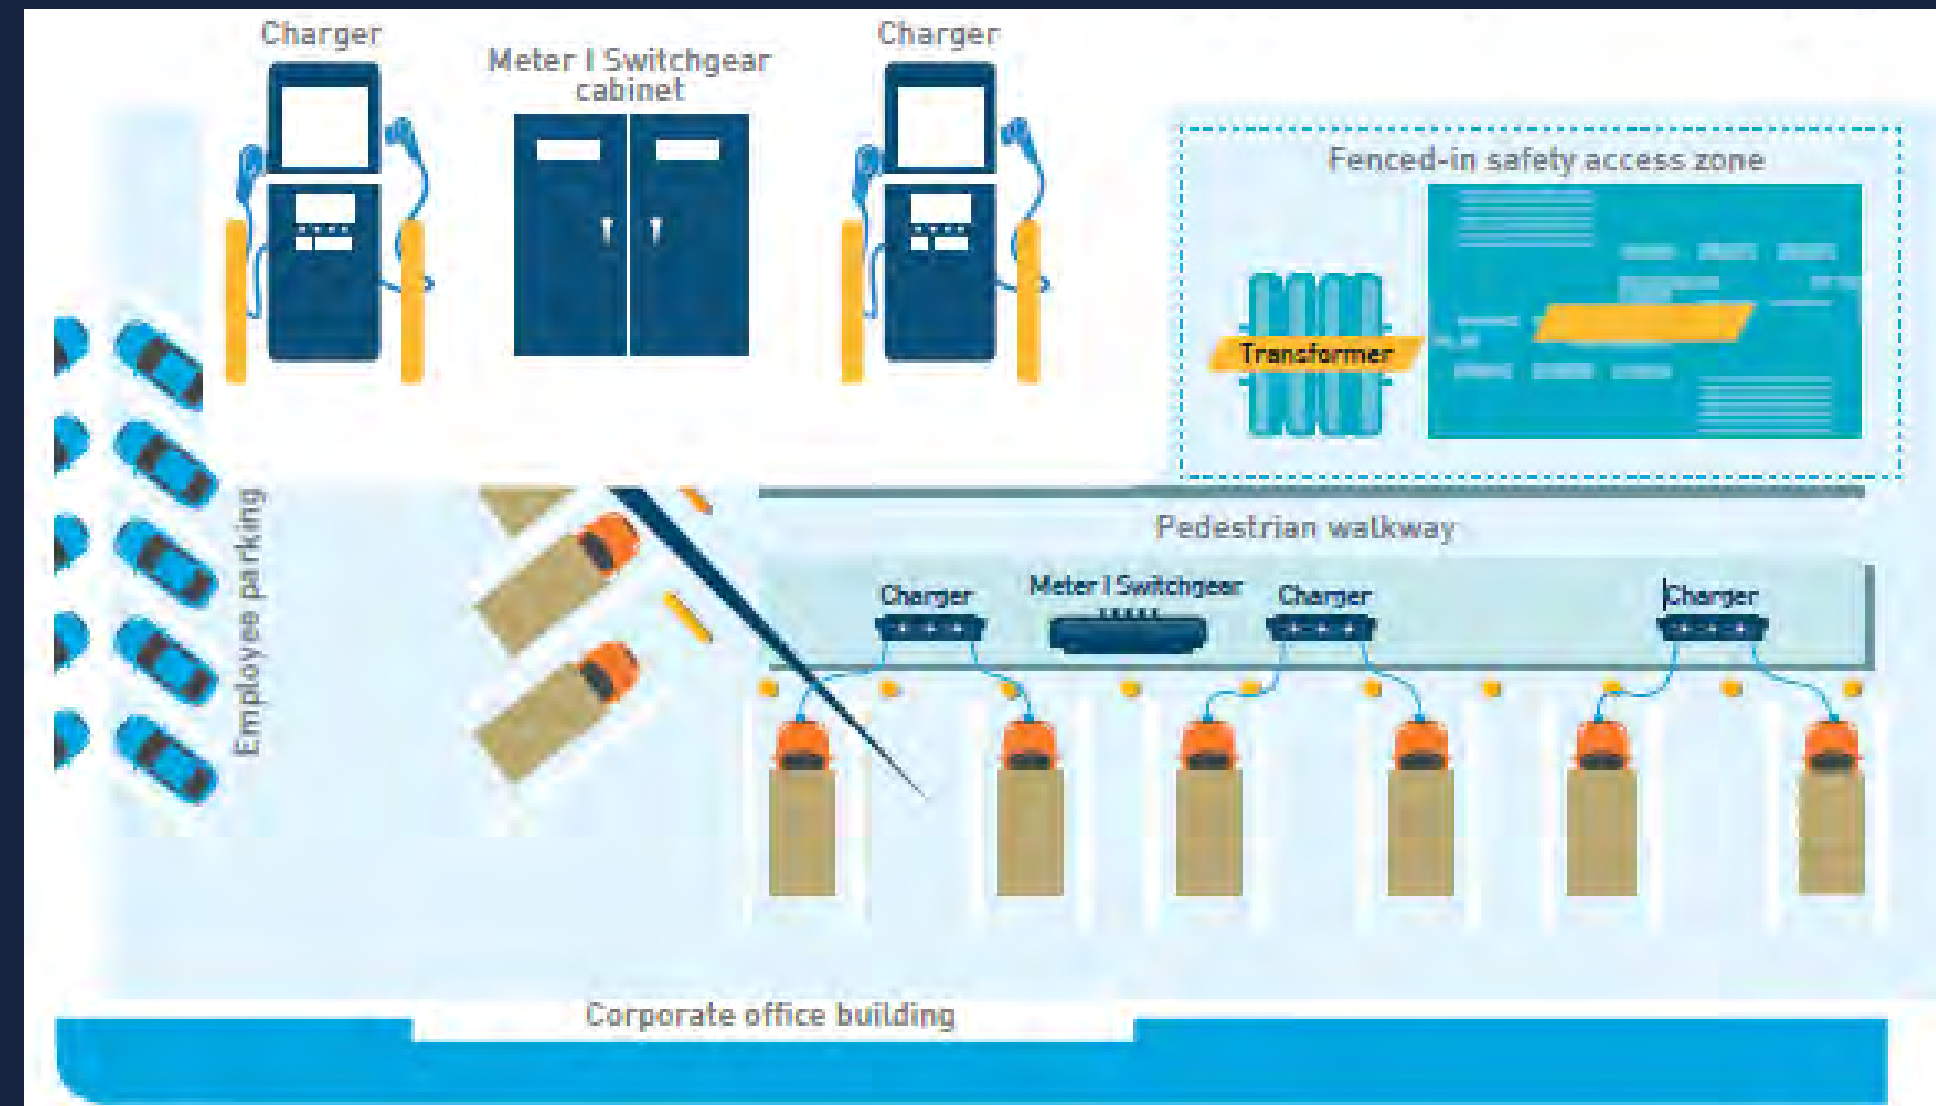 Charger
Meter | Switchgear
cabinet
Charger
Fenced-in safety access zone
Transformer
Employee parking
Pedestrian walkway
Charger
Meter | Switchgear
Charger
Charger
Corporate office building